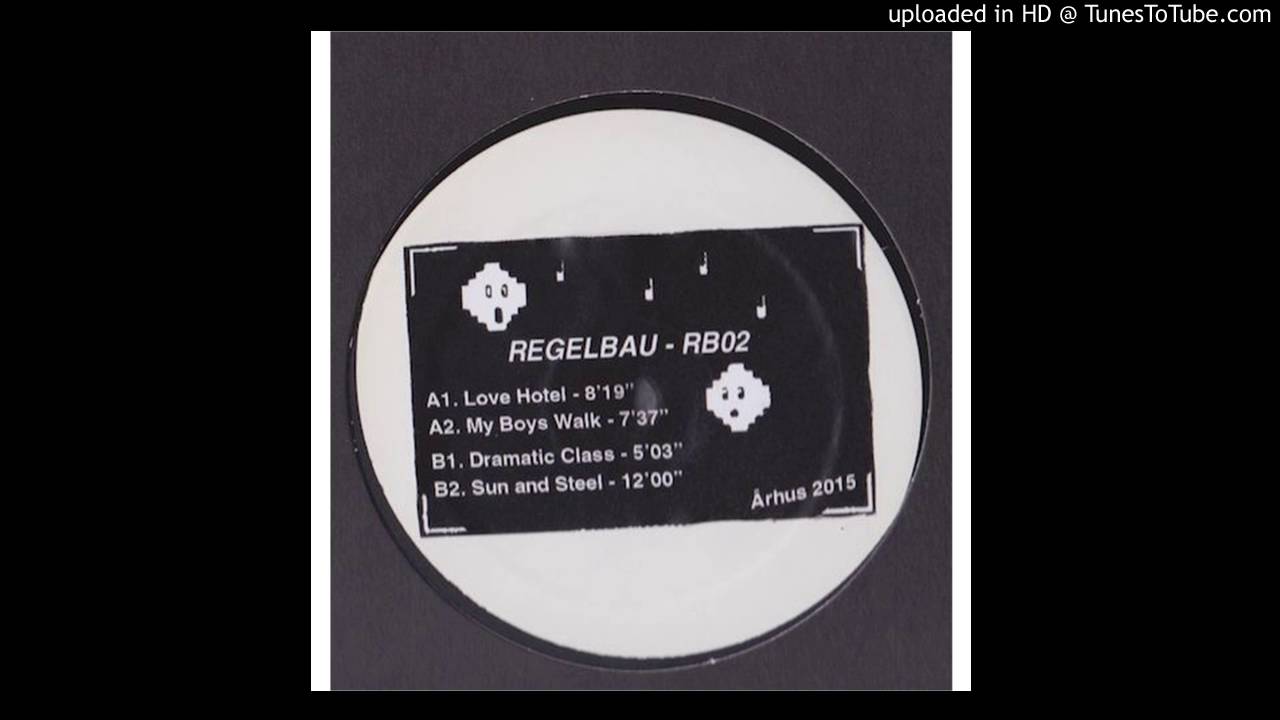 uploaded in HD @ TunesToTube.com
REGELBAU - RB02
A1. Love Hotel - 8'19"
A2. My Boys Walk - 7'37"
B1. Dramatic Class - 5'03"
B2. Sun and Steel - 12'00"
Århus 2015